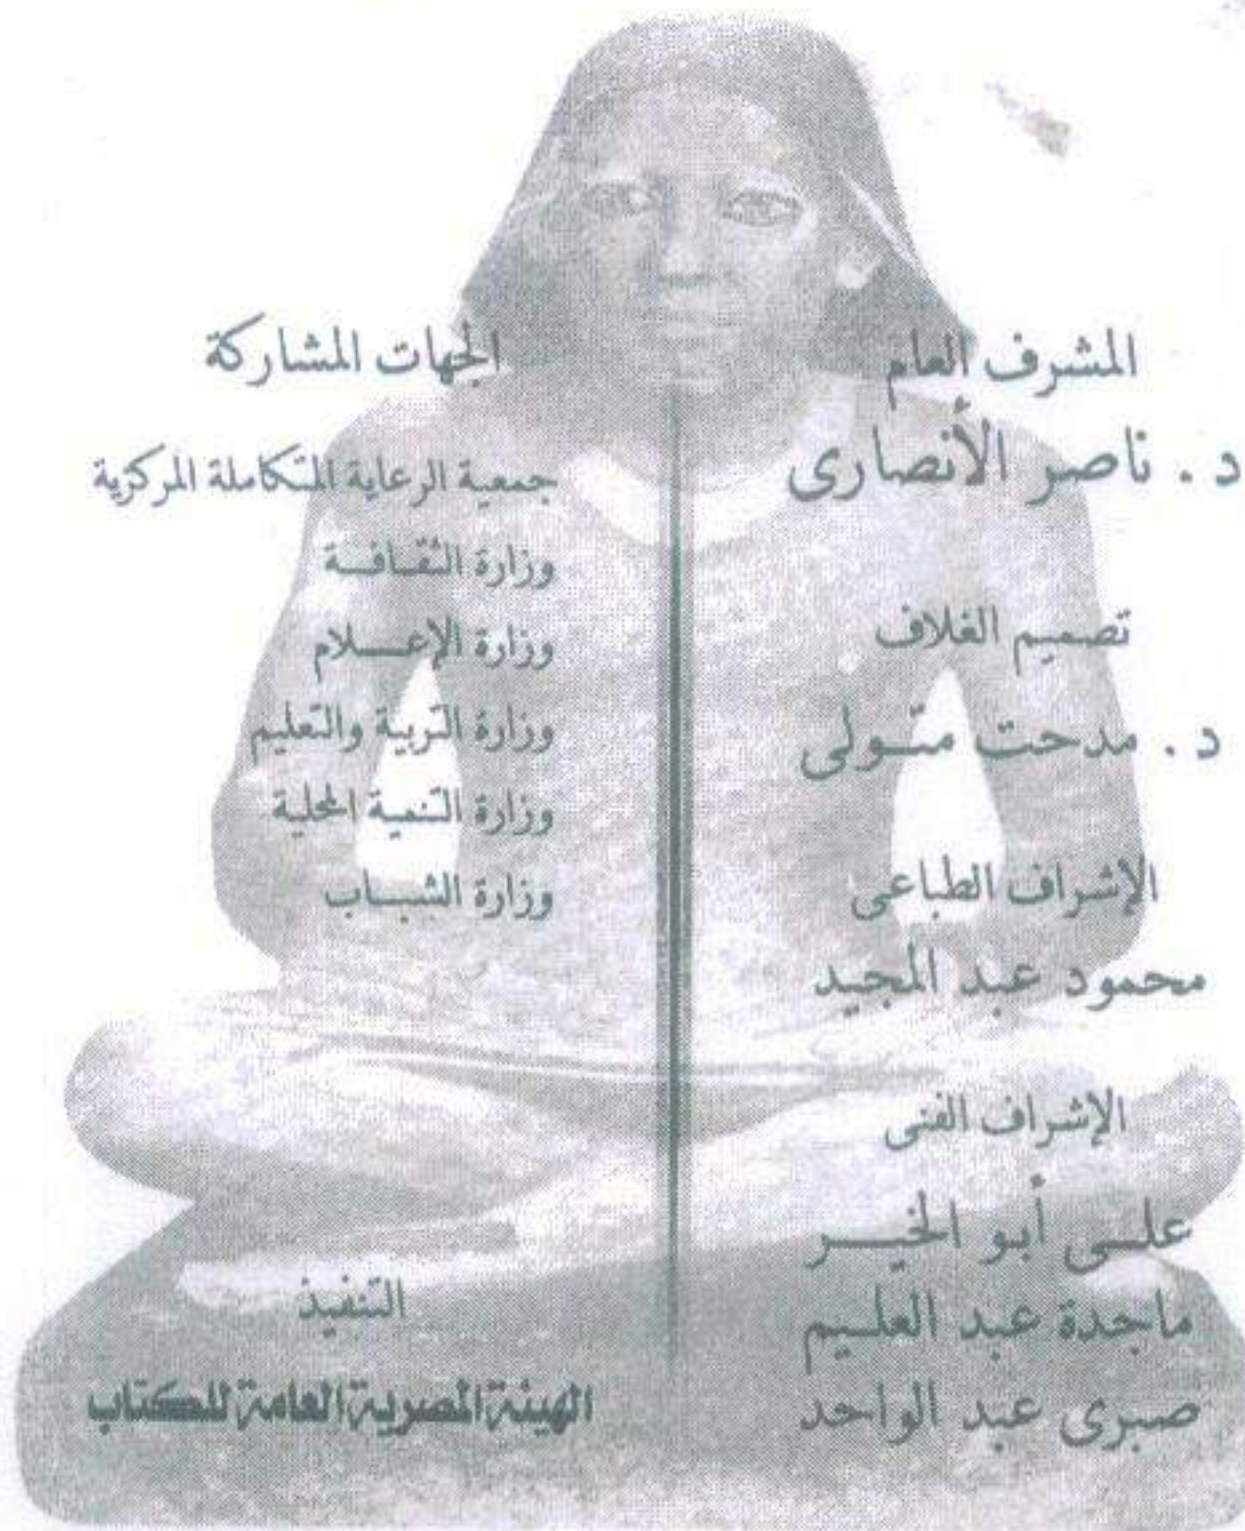 المشرف العام
د . ناصر الأنصارى
تصميم الغلاف
د . مدحت متولى
الإشراف الطباعى
محمود عبد المجيد
الإشراف الفنى
على أبو الخير
ماجدة عبد العليم
صبرى عبد الواحد
الجهات المشاركة
جمعية الرعاية المتكاملة المركزية
وزارة الثقافة
وزارة الإعلام
وزارة التربية والتعليم
وزارة التنمية المحلية
وزارة الشباب
التنفيذ
الهيئة المصرية العامة للكتاب